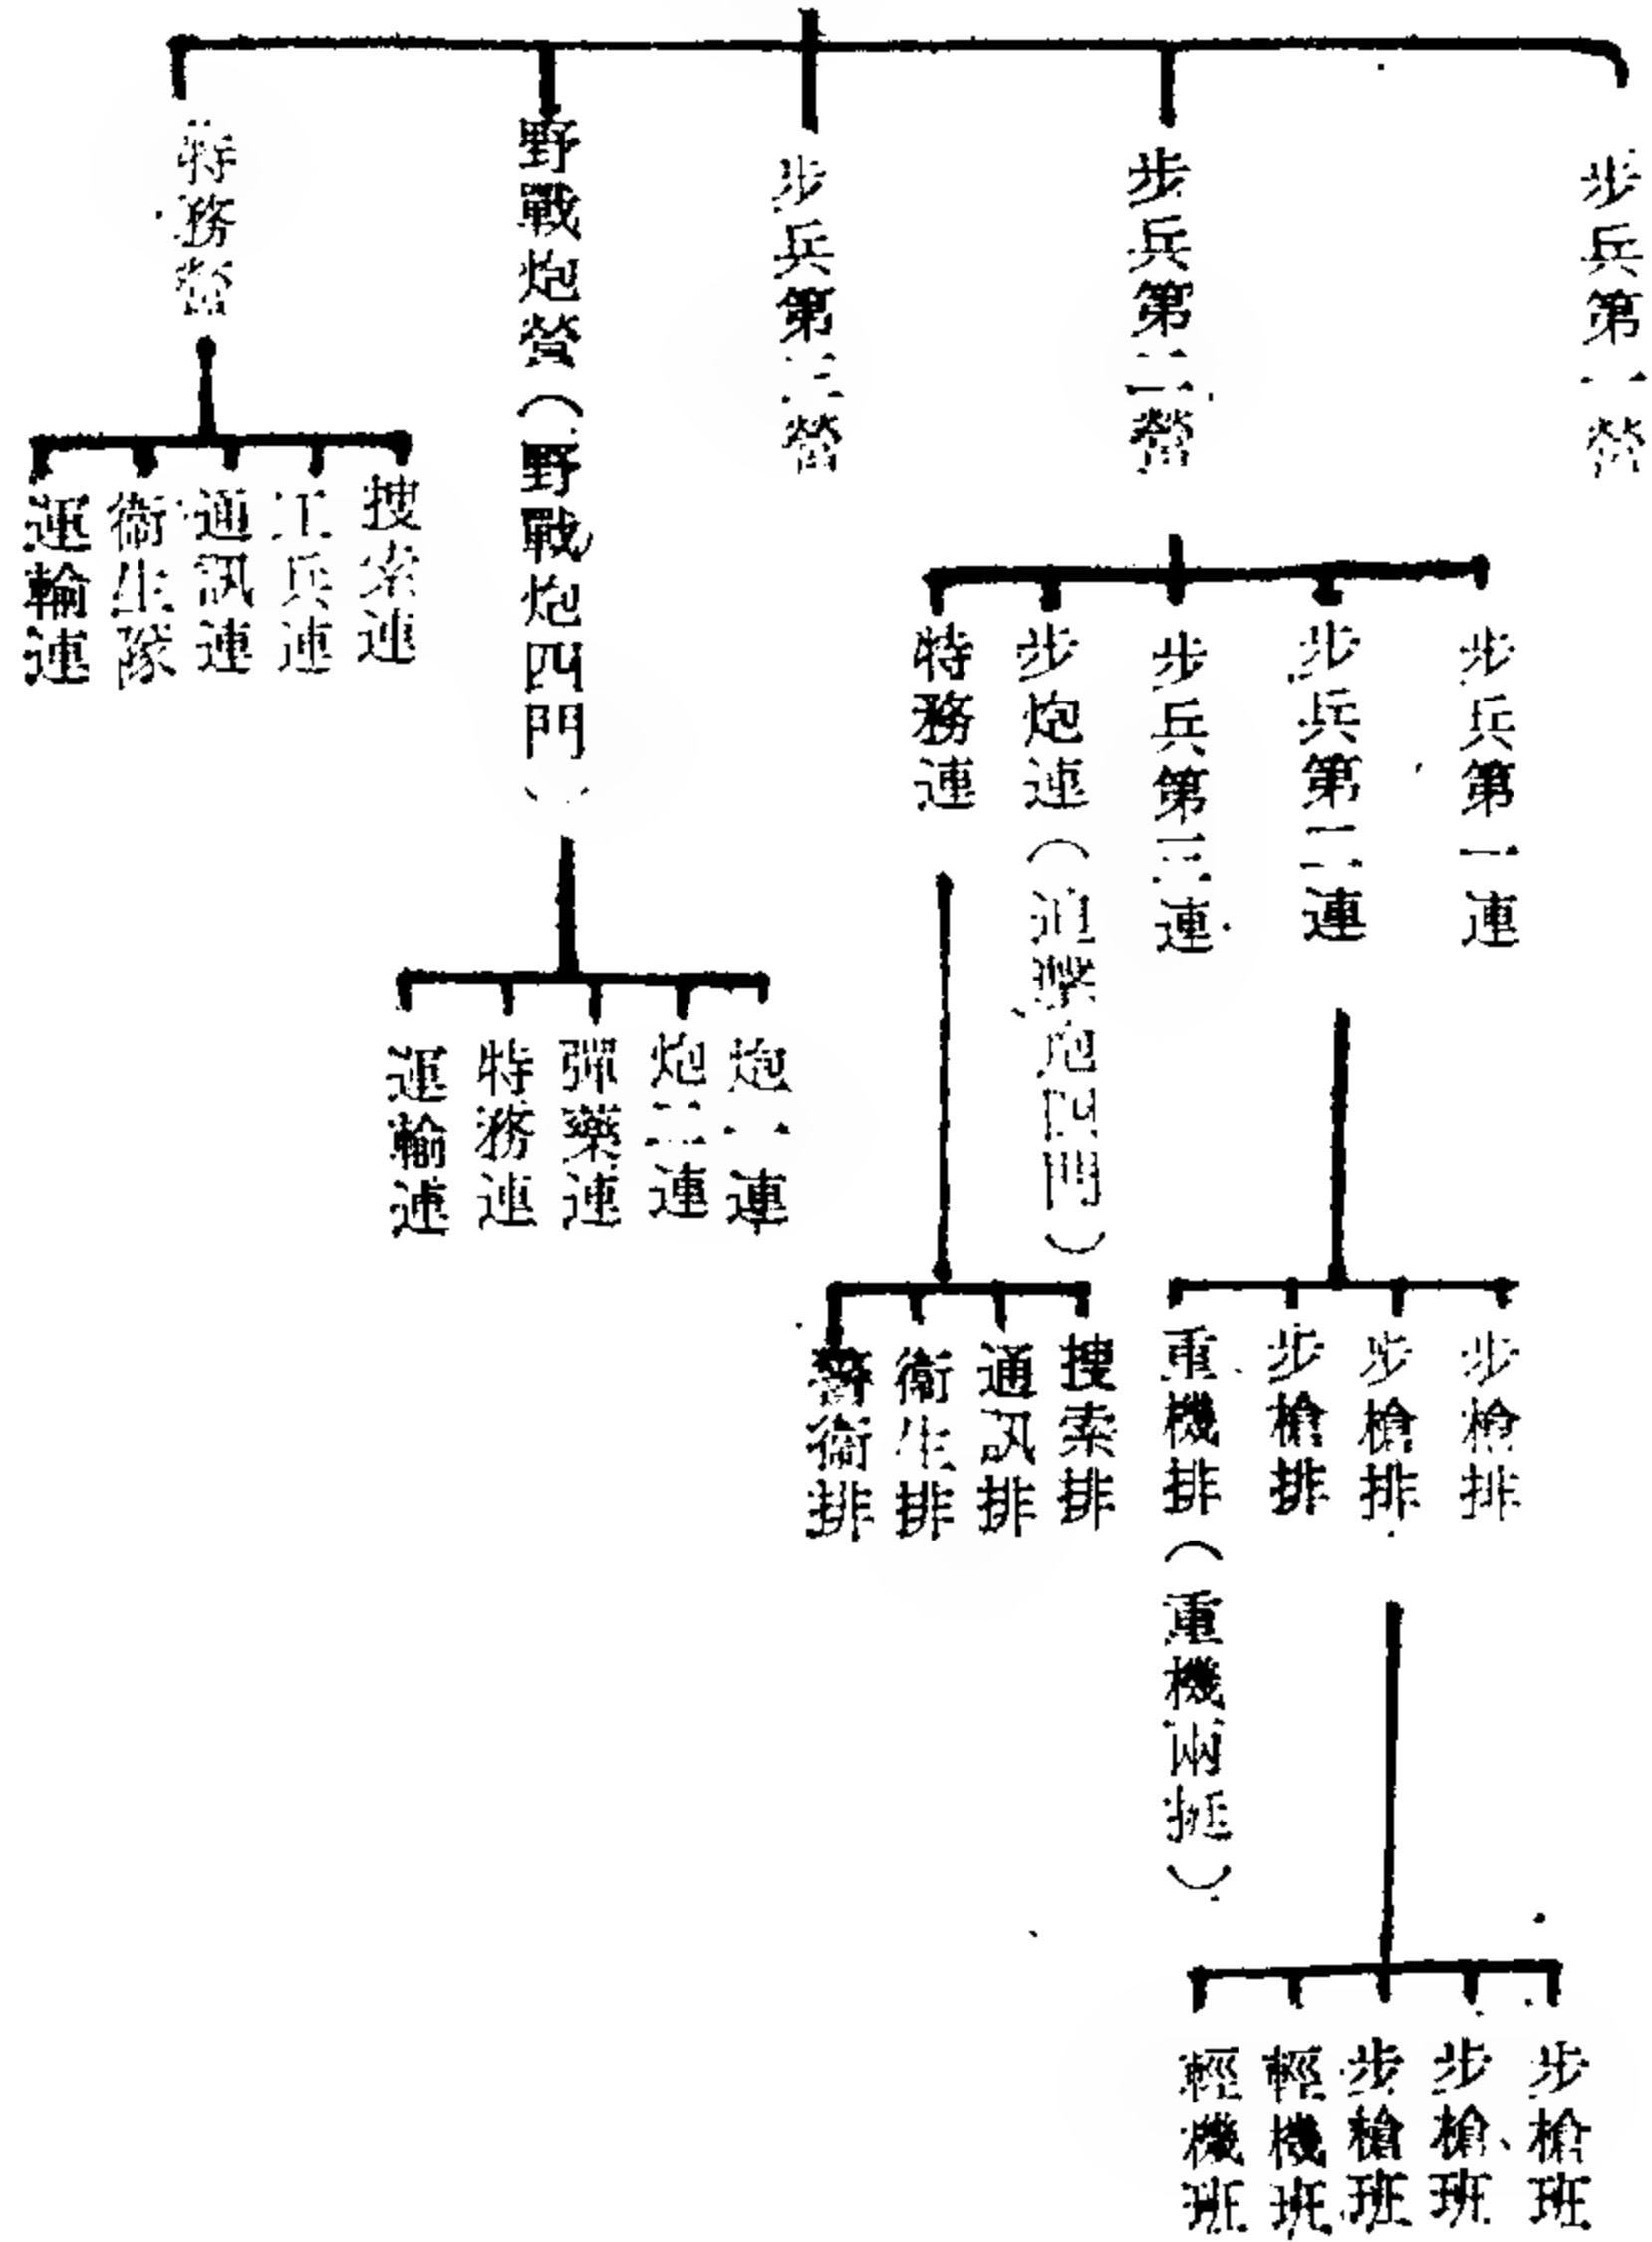 步兵第一營
步兵第二營
步兵第三營
野戰炮營（野戰炮四門）
特務營
步兵第一連
步兵第二連
步兵第三連
步炮連（追擊炮四門）
特務連
搜索連
工兵連
通訊連
衛生隊
運輸連
炮一連
炮二連
彈藥連
特務連
運輸連
步槍排
步槍排
步槍排
重機排（重機兩挺）
搜索排
通訊排
衛生排
警衛排
步槍班
步槍班
步槍班
輕機班
輕機班